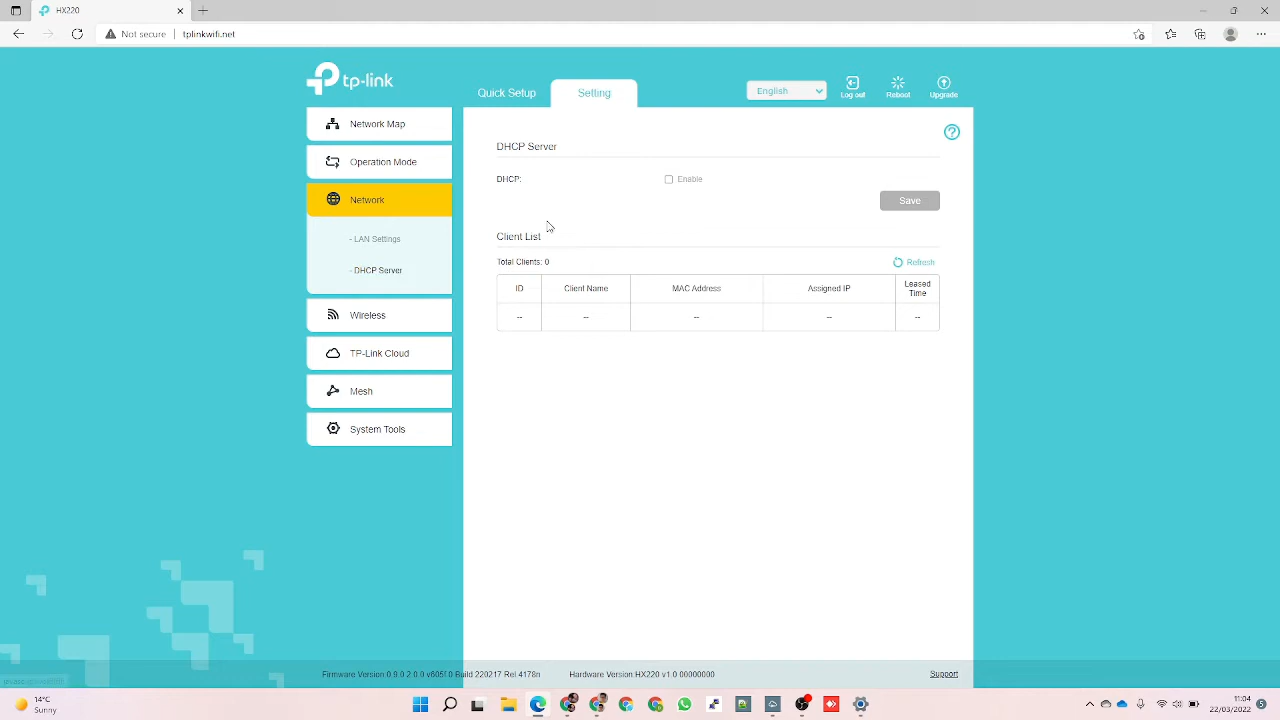 HX220
Not secure
tplinkwifi.net
tp-link
Quick Setup
Setting
English
Log out
Reboot
Upgrade
Network Map
Operation Mode
Network
- LAN Settings
- DHCP Server
Wireless
TP-Link Cloud
Mesh
System Tools
DHCP Server
DHCP:
Enable
Save
Client List
Total Clients: 0
Refresh
ID Client Name MAC Address Assigned IP Leased Time
-- -- -- -- --
Hardware Version:HX220 v1.0 00000000
Support
14°C
Sunny
11:04
22/03/2022